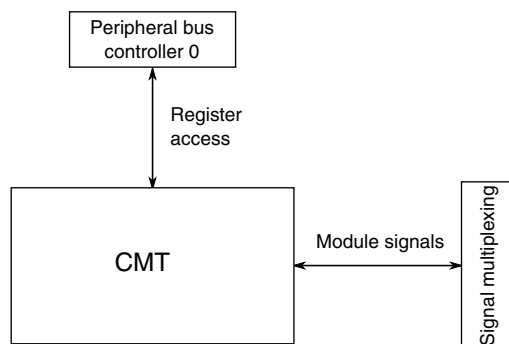 Peripheral bus
controller 0
Register
access
CMT
Module signals
Signal multiplexing